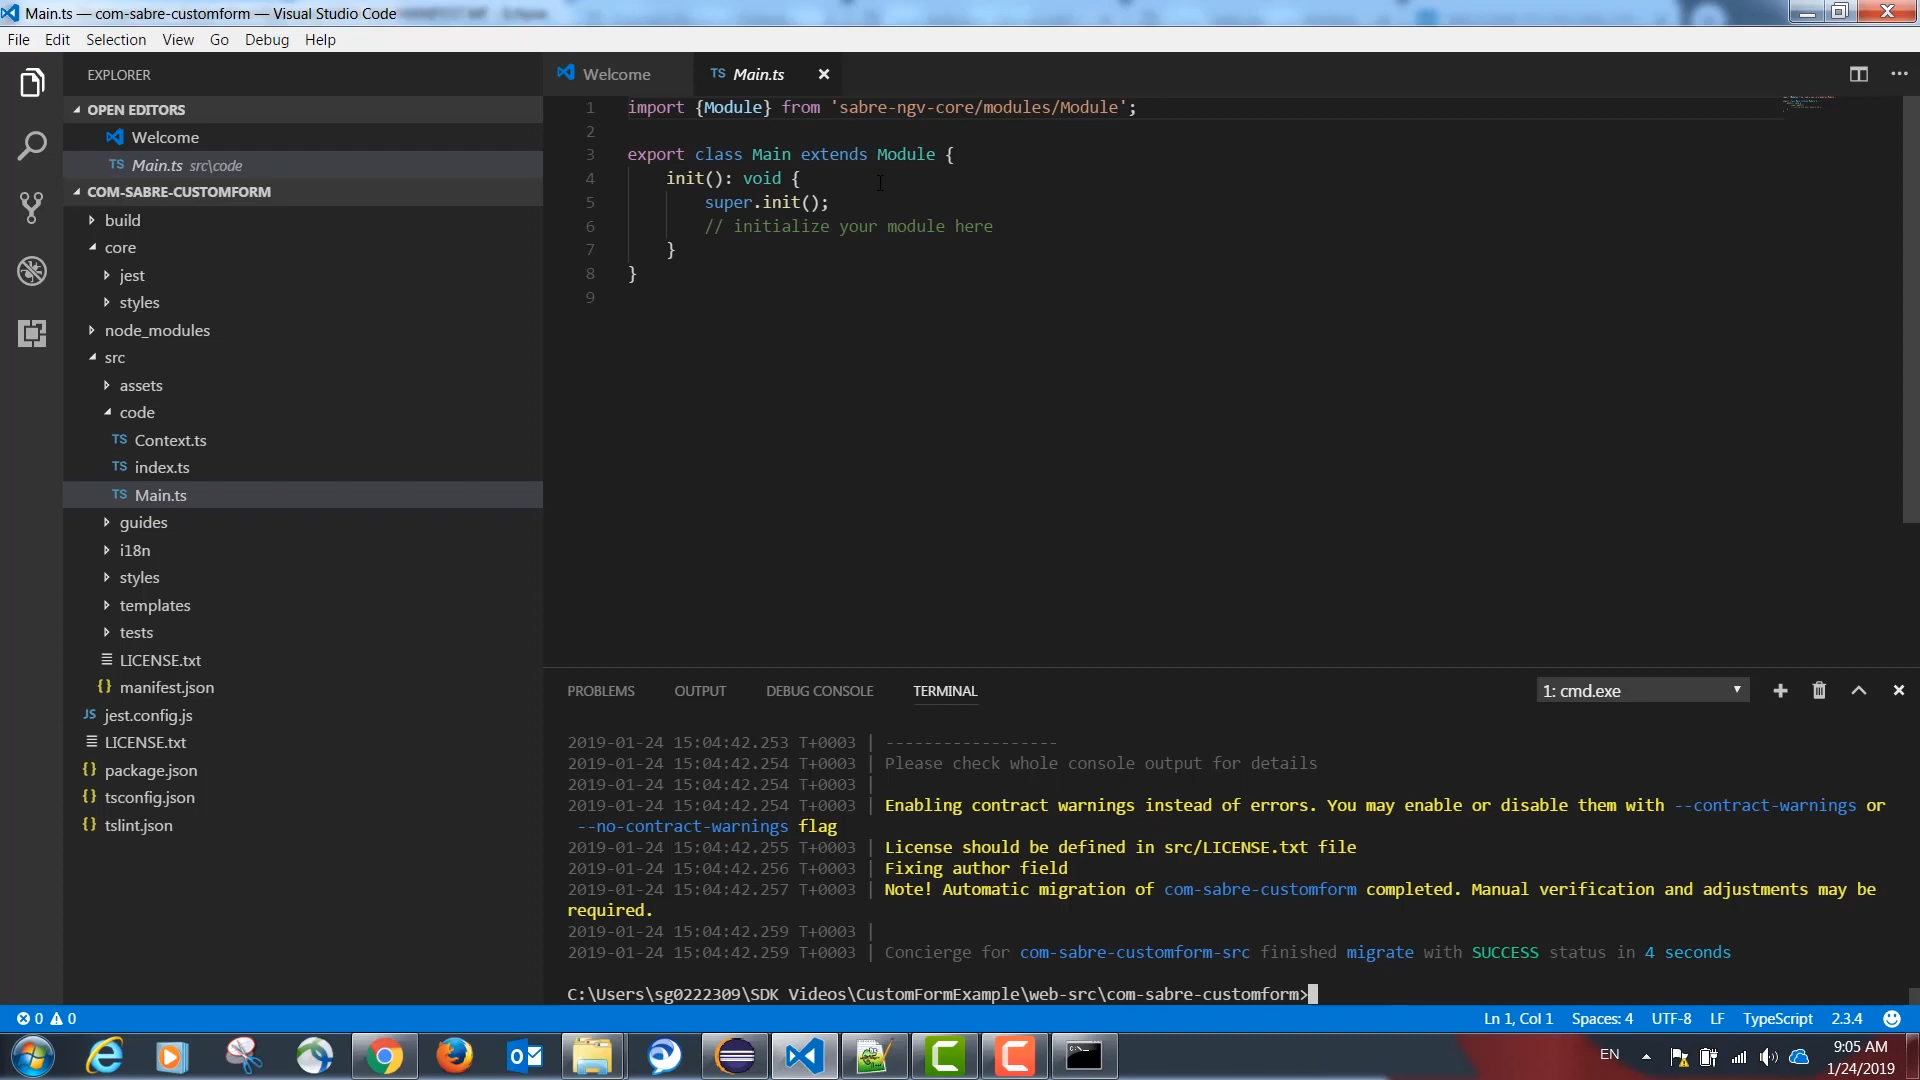 Main.ts — com-sabre-customform — Visual Studio Code
File Edit Selection View Go Debug Help
EXPLORER
OPEN EDITORS
Welcome
TS Main.ts src\code
COM-SABRE-CUSTOMFORM
build
core
jest
styles
node_modules
src
assets
code
TS Context.ts
TS index.ts
TS Main.ts
guides
i18n
styles
templates
tests
LICENSE.txt
{} manifest.json
JS jest.config.js
LICENSE.txt
{} package.json
{} tsconfig.json
{} tslint.json
Welcome TS Main.ts
1 import {Module} from 'sabre-ngv-core/modules/Module';
2
3 export class Main extends Module {
4 init(): void {
5 super.init();
6 // initialize your module here
7 }
8 }
9
PROBLEMS OUTPUT DEBUG CONSOLE TERMINAL 1: cmd.exe
2019-01-24 15:04:42.253 T+0003 | ------------------
2019-01-24 15:04:42.254 T+0003 | Please check whole console output for details
2019-01-24 15:04:42.254 T+0003 |
2019-01-24 15:04:42.254 T+0003 | Enabling contract warnings instead of errors. You may enable or disable them with --contract-warnings or
--no-contract-warnings flag
2019-01-24 15:04:42.255 T+0003 | License should be defined in src/LICENSE.txt file
2019-01-24 15:04:42.256 T+0003 | Fixing author field
2019-01-24 15:04:42.257 T+0003 | Note! Automatic migration of com-sabre-customform completed. Manual verification and adjustments may be
required.
2019-01-24 15:04:42.259 T+0003 |
2019-01-24 15:04:42.259 T+0003 | Concierge for com-sabre-customform-src finished migrate with SUCCESS status in 4 seconds
C:\Users\sg0222309\SDK Videos\CustomFormExample\web-src\com-sabre-customform>
0 0 Ln 1, Col 1 Spaces: 4 UTF-8 LF TypeScript 2.3.4
EN 9:05 AM
1/24/2019